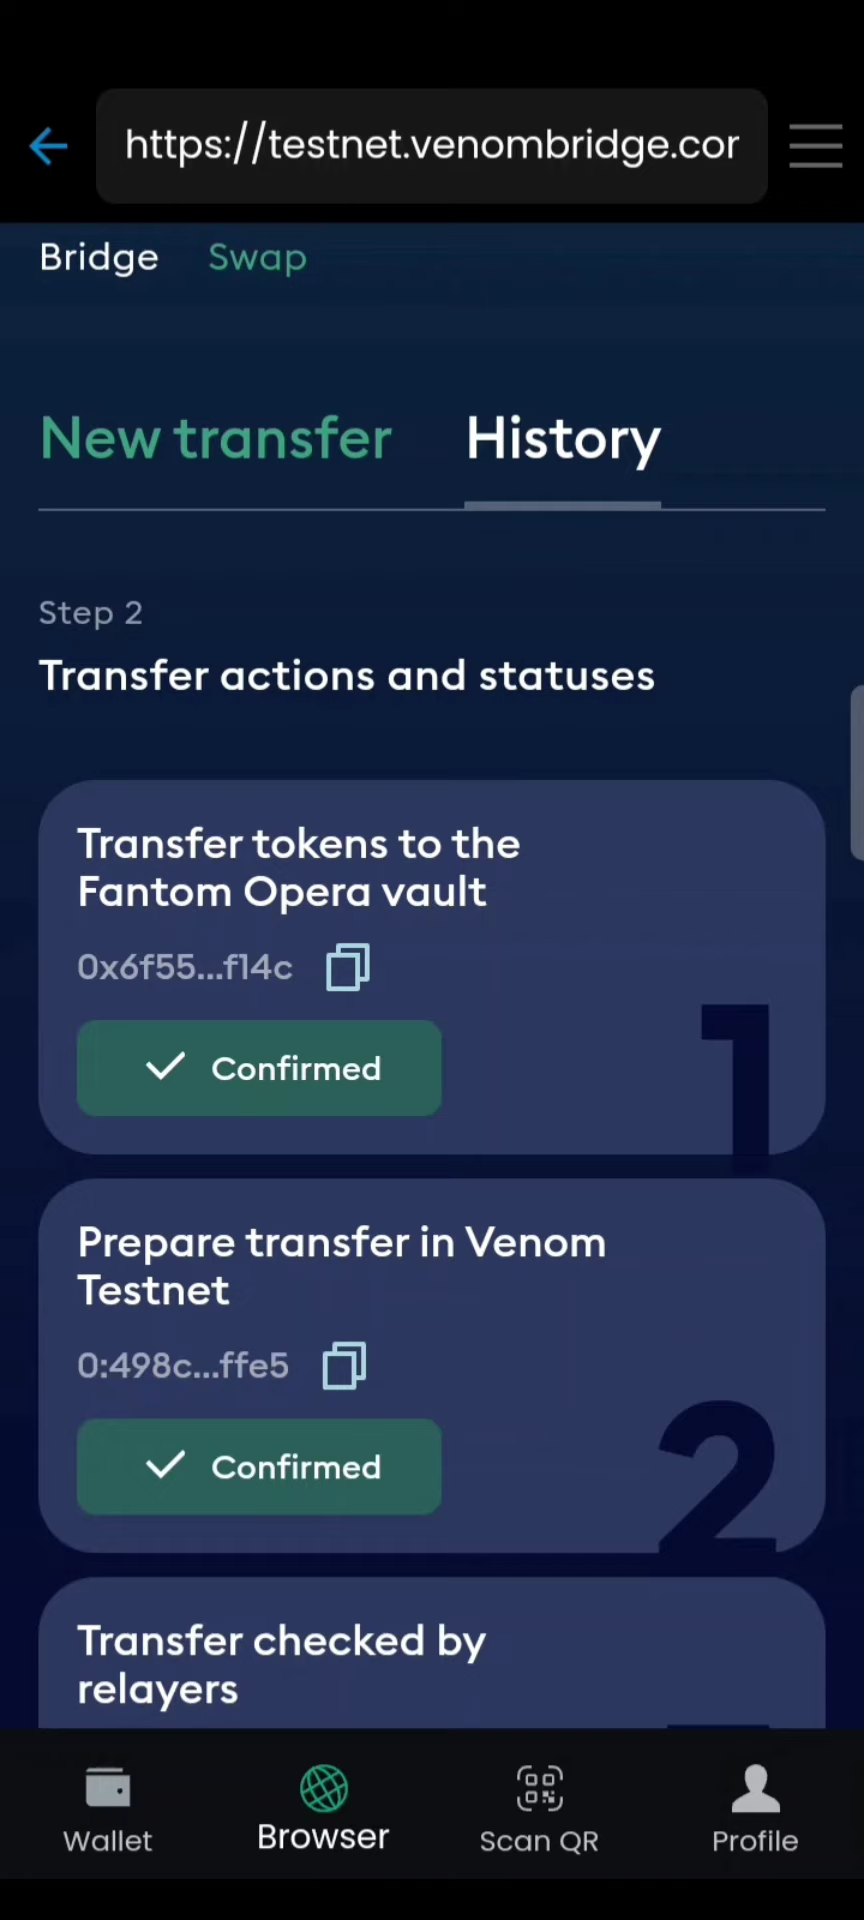 https://testnet.venombridge.cor
Bridge Swap
New transfer History
Step 2
Transfer actions and statuses
Transfer tokens to the
Fantom Opera vault
0x6f55...f14c
Confirmed
1
Prepare transfer in Venom
Testnet
0:498c...ffe5
Confirmed
2
Transfer checked by
relayers
Wallet Browser Scan QR Profile